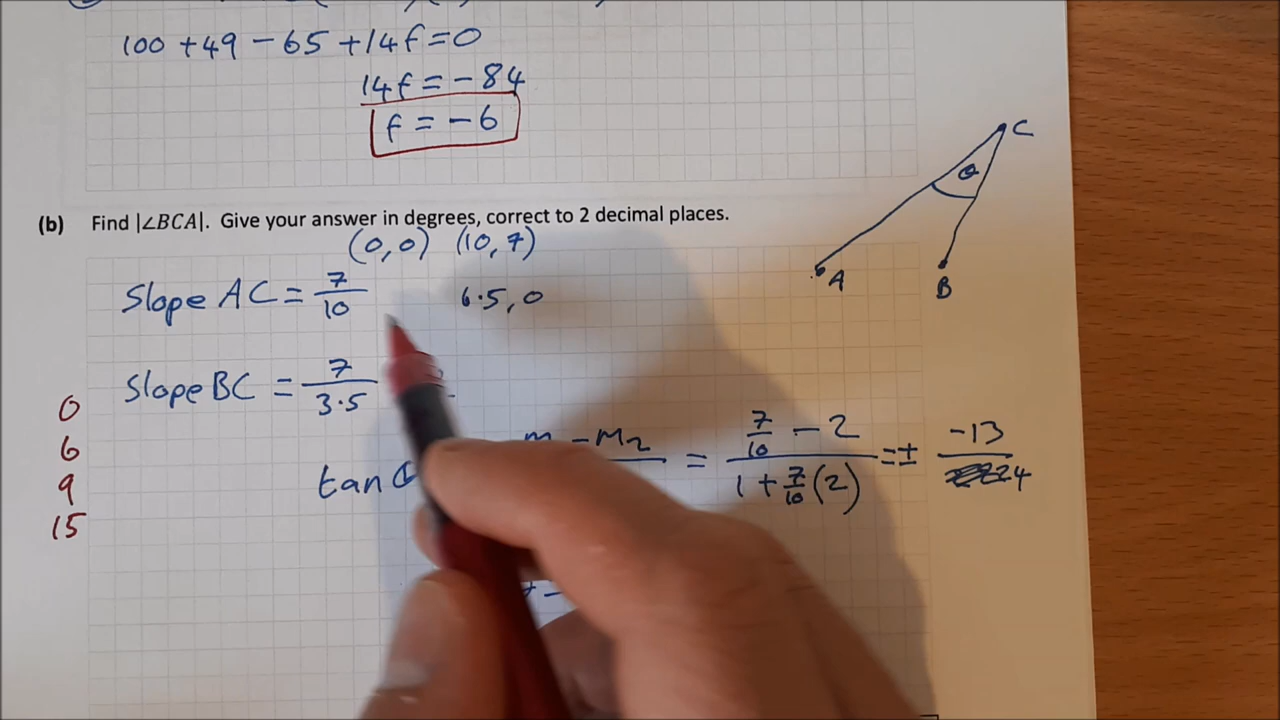 100 + 49 - 65 + 14f = 0
14f = -84
f = -6
C
θ
A
B
(b) Find |∠BCA|. Give your answer in degrees, correct to 2 decimal places.
(0,0) (10,7)
Slope AC = 7/10
6.5, 0
Slope BC = 7/3.5
0
6
9
15
tan
- M2 = 7/10 - 2 / 1 + 7/10 (2) = ± -13 / 24